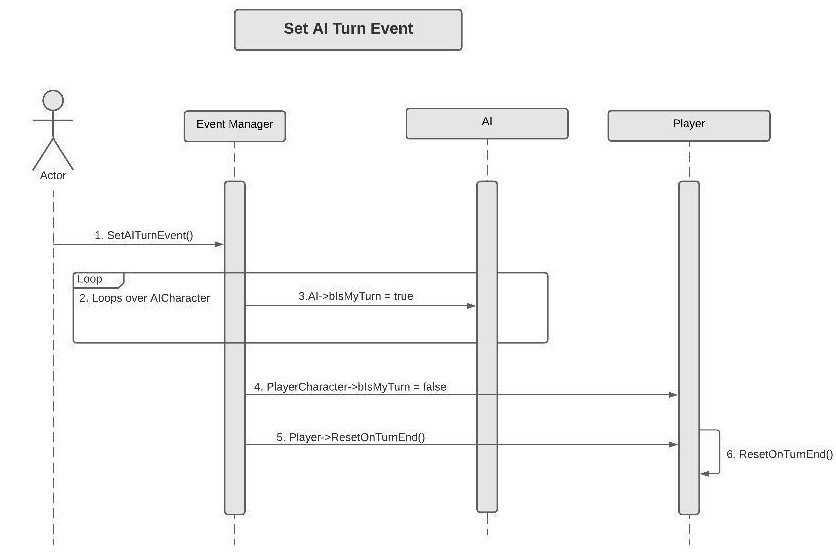 Set AI Turn Event
Actor
Event Manager
AI
Player
1. SetAITurnEvent()
Loop
2. Loops over AICharacter
3.AI->bIsMyTurn = true
4. PlayerCharacter->bIsMyTurn = false
5. Player->ResetOnTurnEnd()
6. ResetOnTurnEnd()